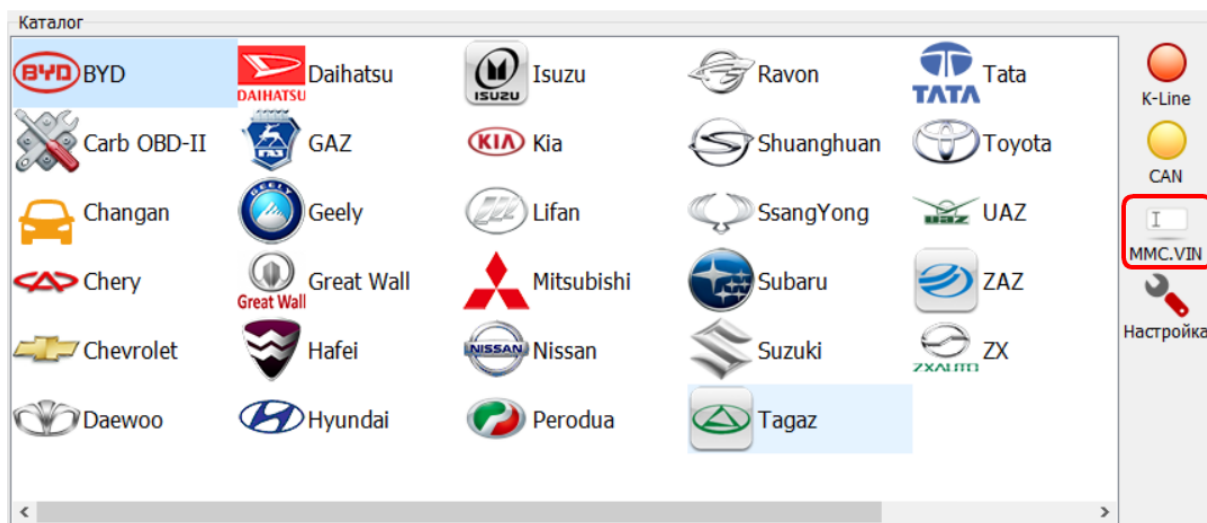 Каталог
BYD BYD
DAIHATSU Daihatsu
ISUZU Isuzu
Ravon
TATA Tata
K-Line
Carb OBD-II
ГАЗ GAZ
KIA Kia
Shuanghuan
Toyota
CAN
Changan
GEELY Geely
Lifan
SsangYong
UAZ UAZ
I
MMC.VIN
Chery
Great Wall Great Wall
Mitsubishi
Subaru
ZAZ
Настройка
Chevrolet
Hafei
NISSAN Nissan
Suzuki
ZXAUTO ZX
Daewoo
Hyundai
Perodua
Tagaz